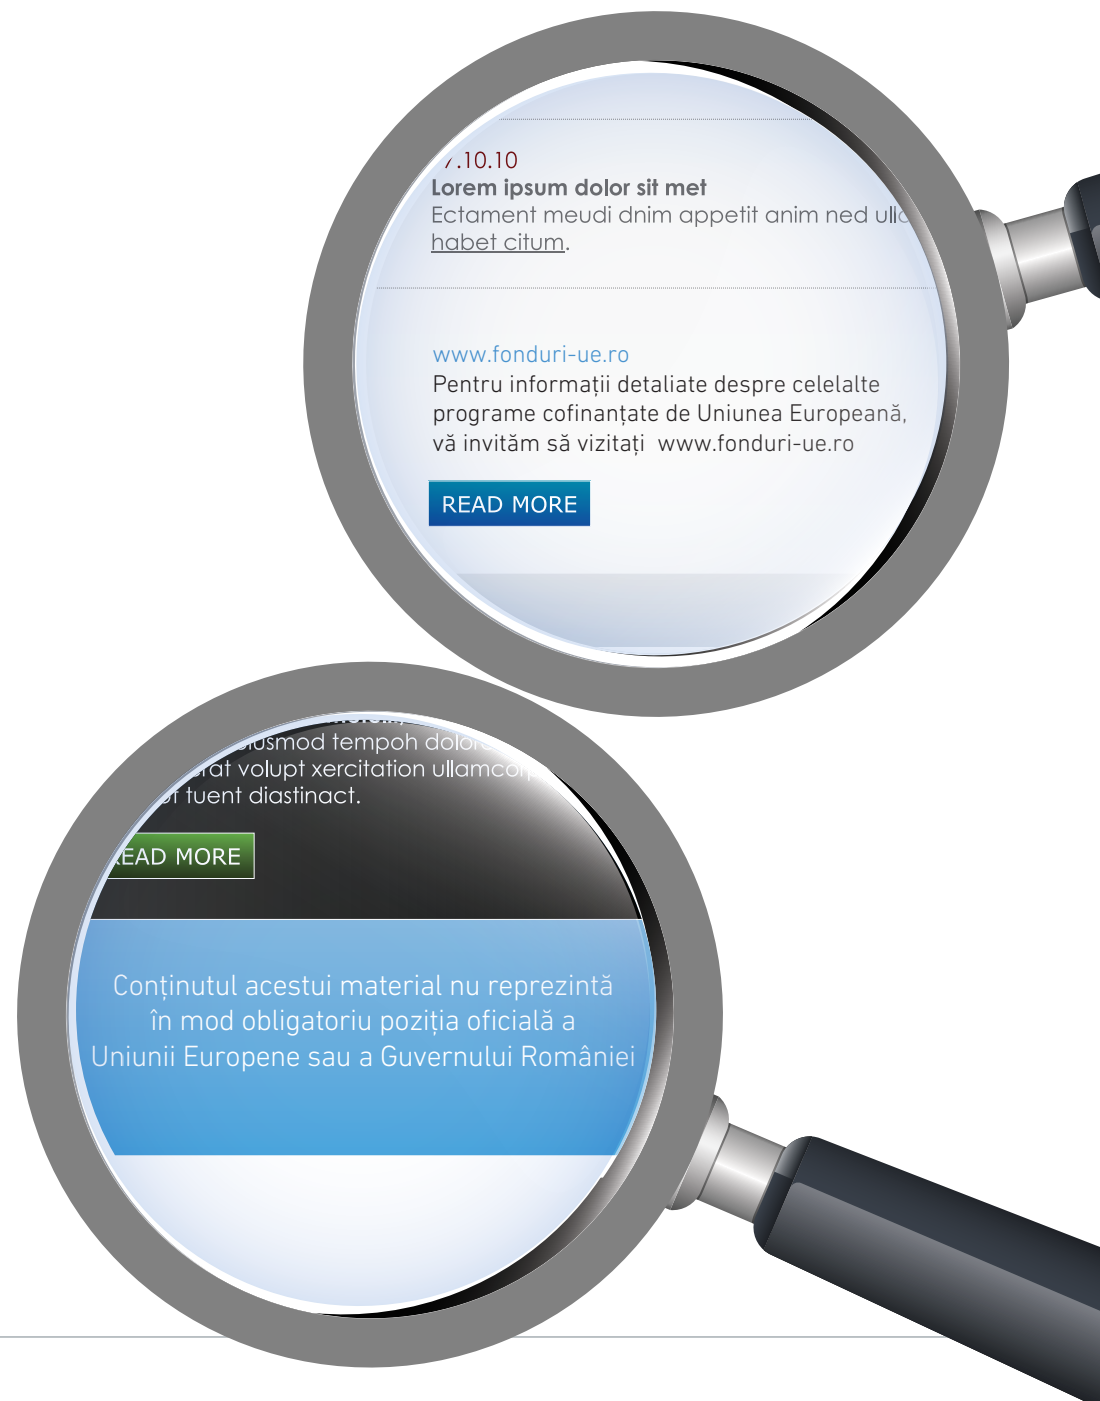 .10.10
Lorem ipsum dolor sit met
Ectament meudi dnim appetit anim ned
habet citum.
www.fonduri-ue.ro
Pentru informații detaliate despre celelalte
programe cofinanțate de Uniunea Europeană,
vă invităm să vizitați www.fonduri-ue.ro
READ MORE
tempoh
volupt xercitation
tuent diastinact.
READ MORE
Conținutul acestui material nu reprezintă
în mod obligatoriu poziția oficială a
Uniunii Europene sau a Guvernului României